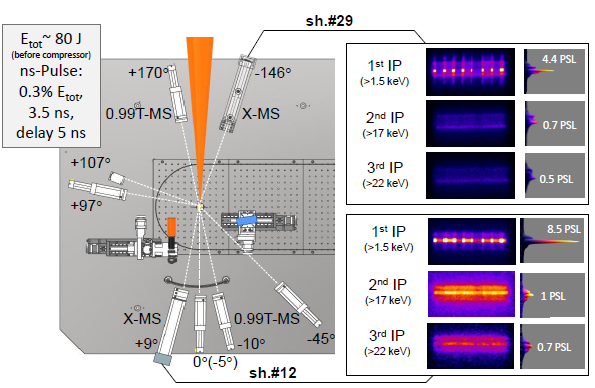 sh.#29
Etot~ 80 J
(before compressor)
ns-Pulse:
0.3% Etot,
3.5 ns,
delay 5 ns
+170°
-146°
0.99T-MS
X-MS
+107°
+97°
X-MS
0.99T-MS
+9°
0°(-5°)
-10°
-45°
sh.#12
1st IP
(>1.5 keV)
4.4 PSL
2nd IP
(>17 keV)
0.7 PSL
3rd IP
(>22 keV)
0.5 PSL
1st IP
(>1.5 keV)
8.5 PSL
2nd IP
(>17 keV)
1 PSL
3rd IP
(>22 keV)
0.7 PSL